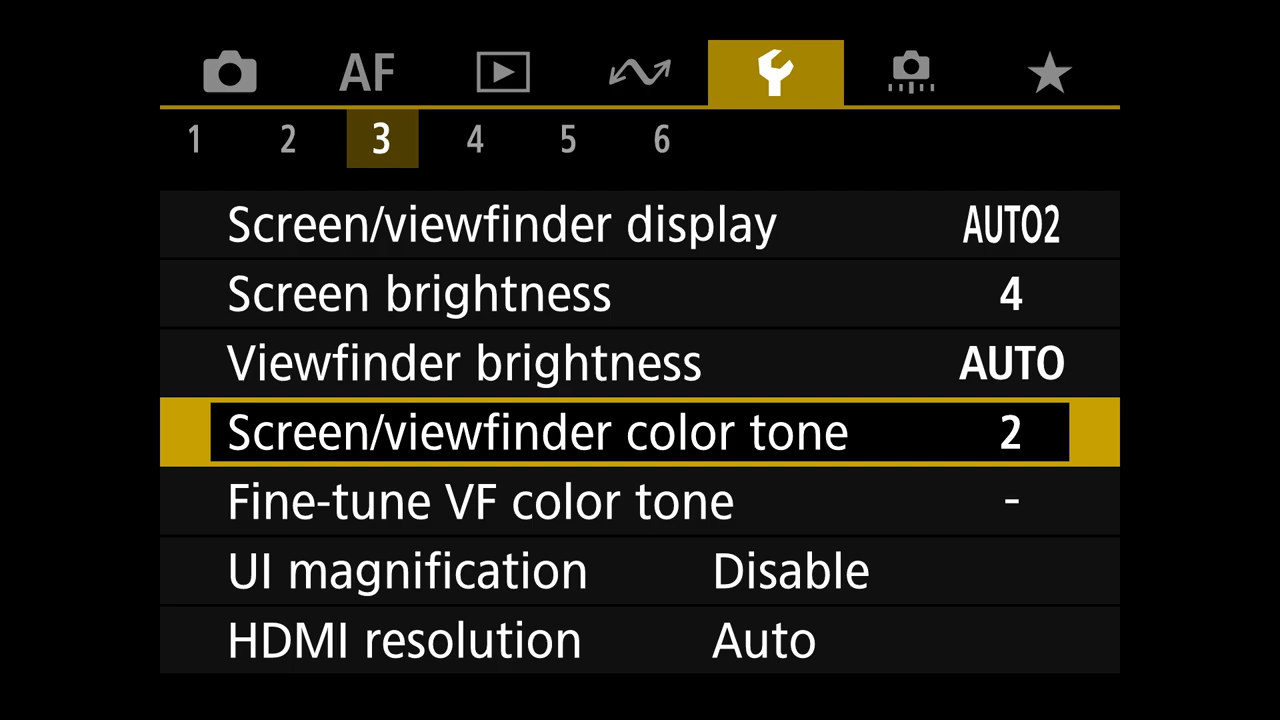 AF
1 2 3 4 5 6
Screen/viewfinder display AUTO2
Screen brightness 4
Viewfinder brightness AUTO
Screen/viewfinder color tone 2
Fine-tune VF color tone -
UI magnification Disable
HDMI resolution Auto